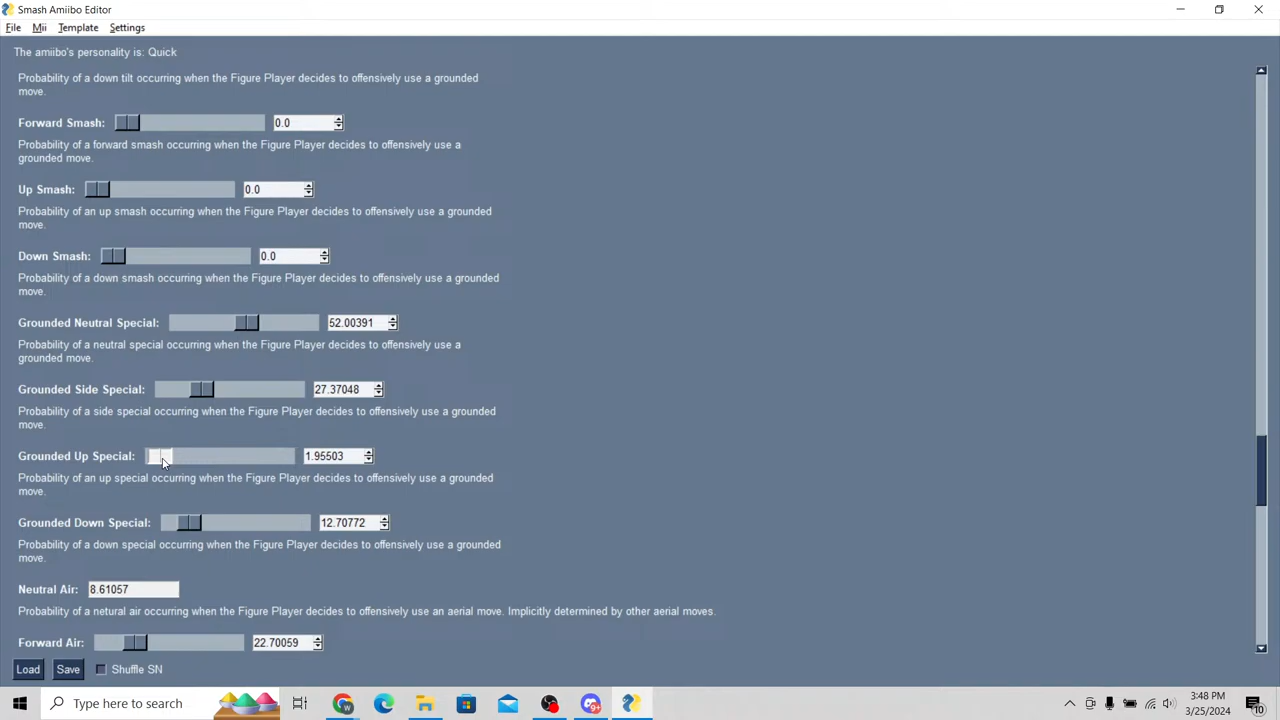 Smash Amiibo Editor
File Mii Template Settings
The amiibo's personality is: Quick
Probability of a down tilt occurring when the Figure Player decides to offensively use a grounded
move.
Forward Smash: 0.0
Probability of a forward smash occurring when the Figure Player decides to offensively use a
grounded move.
Up Smash: 0.0
Probability of an up smash occurring when the Figure Player decides to offensively use a grounded
move.
Down Smash: 0.0
Probability of a down smash occurring when the Figure Player decides to offensively use a grounded
move.
Grounded Neutral Special: 52.00391
Probability of a neutral special occurring when the Figure Player decides to offensively use a
grounded move.
Grounded Side Special: 27.37048
Probability of a side special occurring when the Figure Player decides to offensively use a grounded
move.
Grounded Up Special: 1.95503
Probability of an up special occurring when the Figure Player decides to offensively use a grounded
move.
Grounded Down Special: 12.70772
Probability of a down special occurring when the Figure Player decides to offensively use a grounded
move.
Neutral Air: 8.61057
Probability of a netural air occurring when the Figure Player decides to offensively use an aerial move. Implicitly determined by other aerial moves.
Forward Air: 22.70059
Load Save Shuffle SN
Type here to search 9+ 3:48 PM
3/25/2024 10